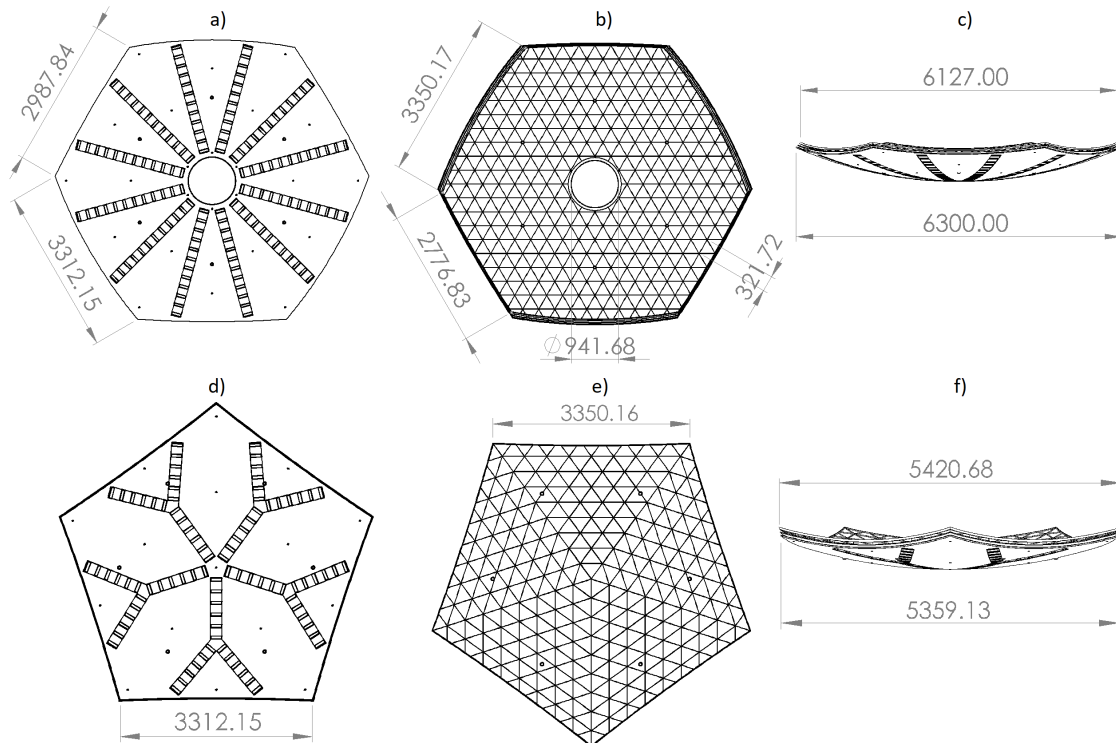 a)
b)
c)
2987.84
3312.15
3350.17
2776.83
321.72
∅941.68
6127.00
6300.00
d)
e)
f)
3312.15
3350.16
5420.68
5359.13